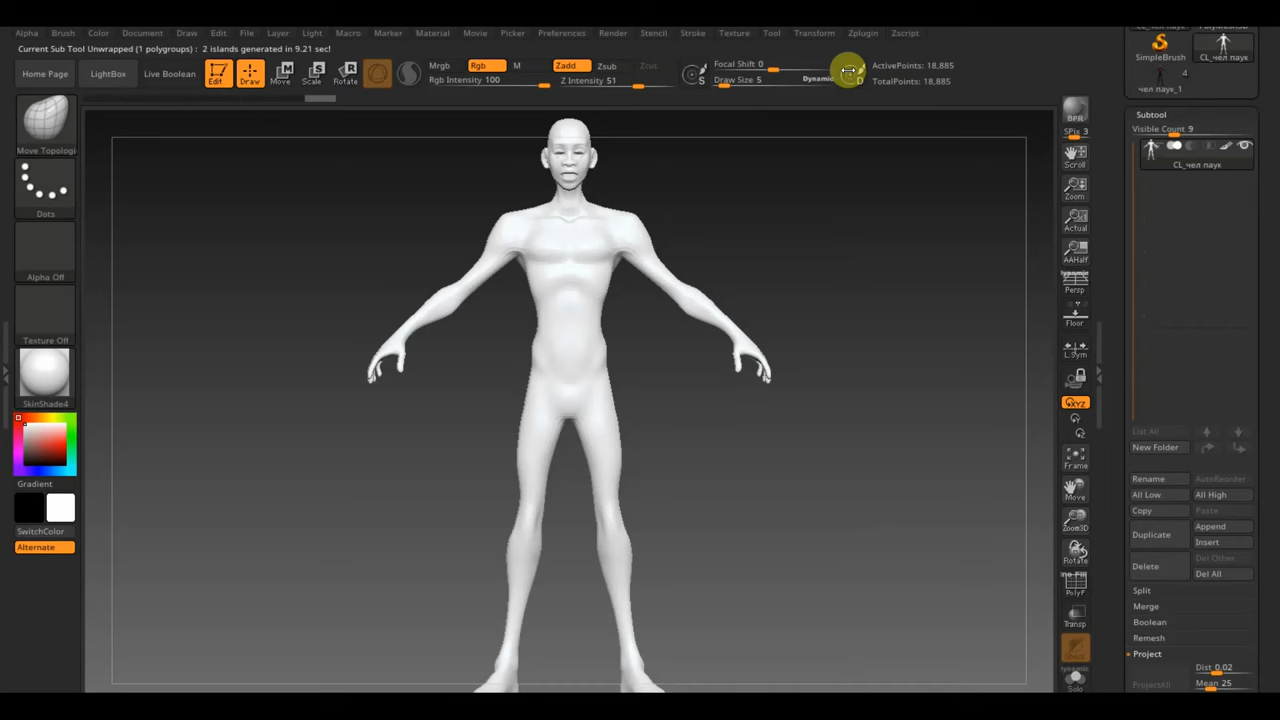 Alpha Brush Color Document Draw Edit File Layer Light Macro Marker Material Movie Picker Preferences Render Stencil Stroke Texture Tool Transform Zplugin Zscript
Current Sub Tool Unwrapped (1 polygroups) : 2 islands generated in 9.21 sec!
Home Page
LightBox
Live Boolean
Edit
Draw
Move
Scale
Rotate
Mrgb
Rgb
M
Rgb Intensity 100
Zadd
Zsub
Zcut
Z Intensity 51
S
Focal Shift 0
Draw Size 5
Dynamic
D
ActivePoints: 18,885
TotalPoints: 18,885
Move Topologi
Dots
Alpha Off
Texture Off
SkinShade4
Gradient
SwitchColor
Alternate
BPR
SPix 3
Scroll
Zoom
Actual
AAHalf
Dynamic
Persp
Floor
L.Sym
XYZ
Frame
Move
Zoom3D
Rotate
PolyF
Transp
Solo
SimpleBrush
CL_чел паук
4
чел паук_1
Subtool
Visible Count 9
CL_чел паук
List All
New Folder
Rename
AutoReorder
All Low
All High
Copy
Paste
Duplicate
Append
Insert
Delete
Del Other
Del All
Split
Merge
Boolean
Remesh
Project
Dist 0.02
ProjectAll
Mean 25